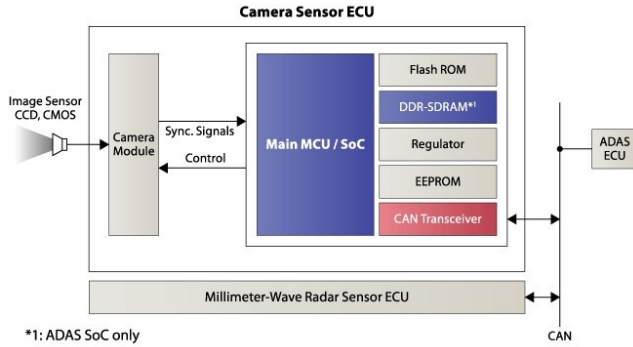 Camera Sensor ECU
Image Sensor
CCD, CMOS
Camera
Module
Sync. Signals
Control
Main MCU / SoC
Flash ROM
DDR-SDRAM*1
Regulator
EEPROM
CAN Transceiver
ADAS
ECU
Millimeter-Wave Radar Sensor ECU
*1: ADAS SoC only
CAN